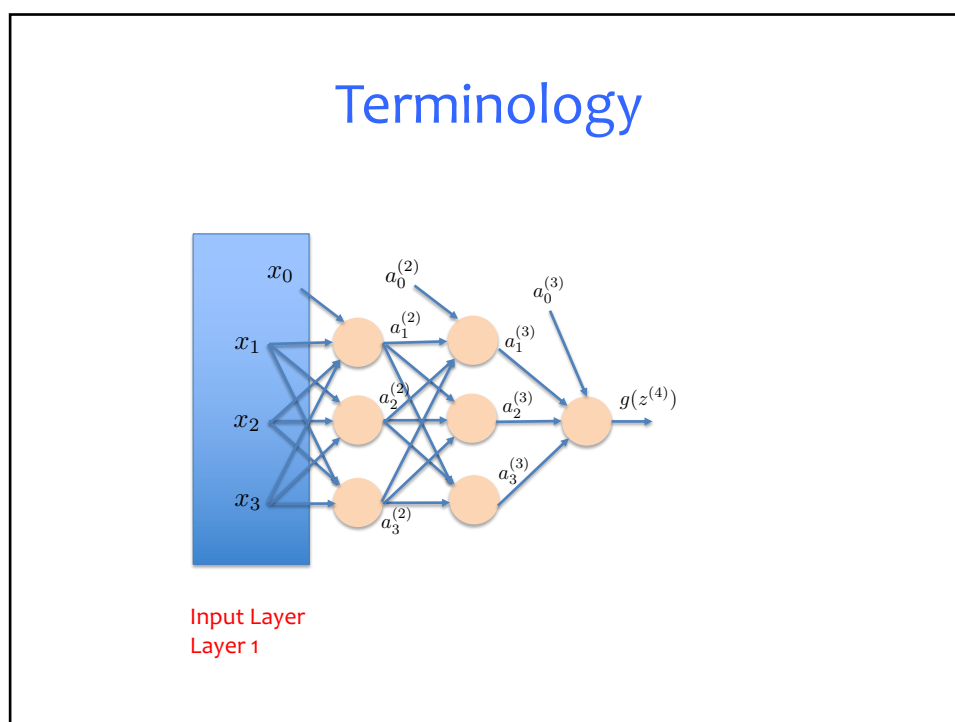 Terminology
x₀ a₀⁽²⁾ a₀⁽³⁾
x₁ a₁⁽²⁾ a₁⁽³⁾
x₂ a₂⁽²⁾ a₂⁽³⁾ g(z⁽⁴⁾)
x₃ a₃⁽²⁾ a₃⁽³⁾
Input Layer
Layer 1